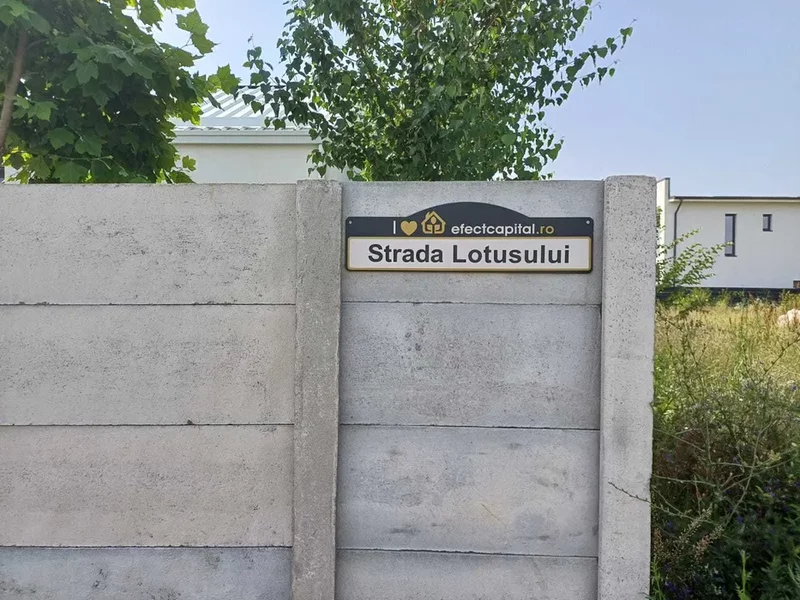 I efectcapital.ro
Strada Lotusului